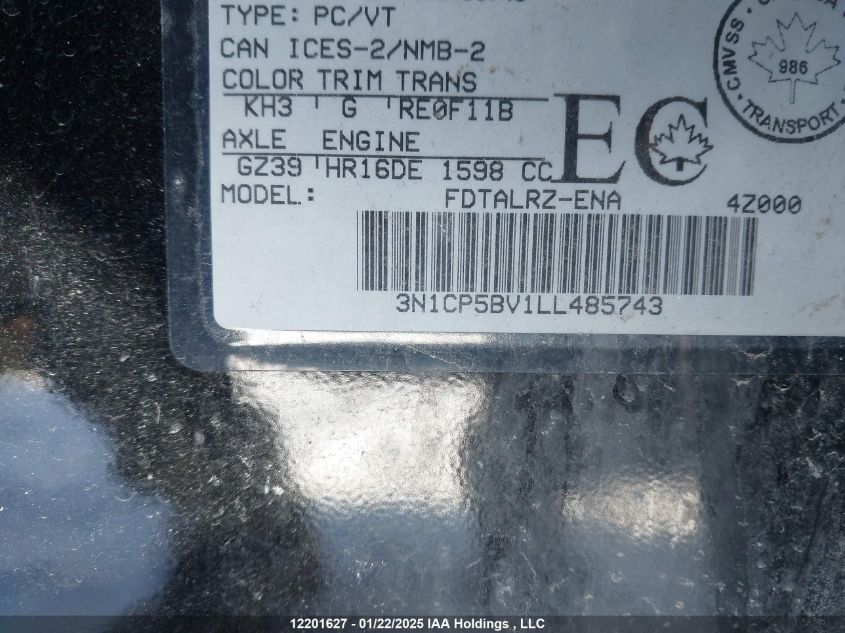 TYPE: PC/VT
CAN ICES-2/NMB-2
COLOR TRIM TRANS
KH3 G RE0F11B
AXLE ENGINE
GZ39 HR16DE 1598 CC
EC
MODEL: FDTALRZ-ENA 4Z000
3N1CP5BV1LL485743
CMVSS
986
TRANSPORT
12201627 - 01/22/2025 IAA Holdings , LLC